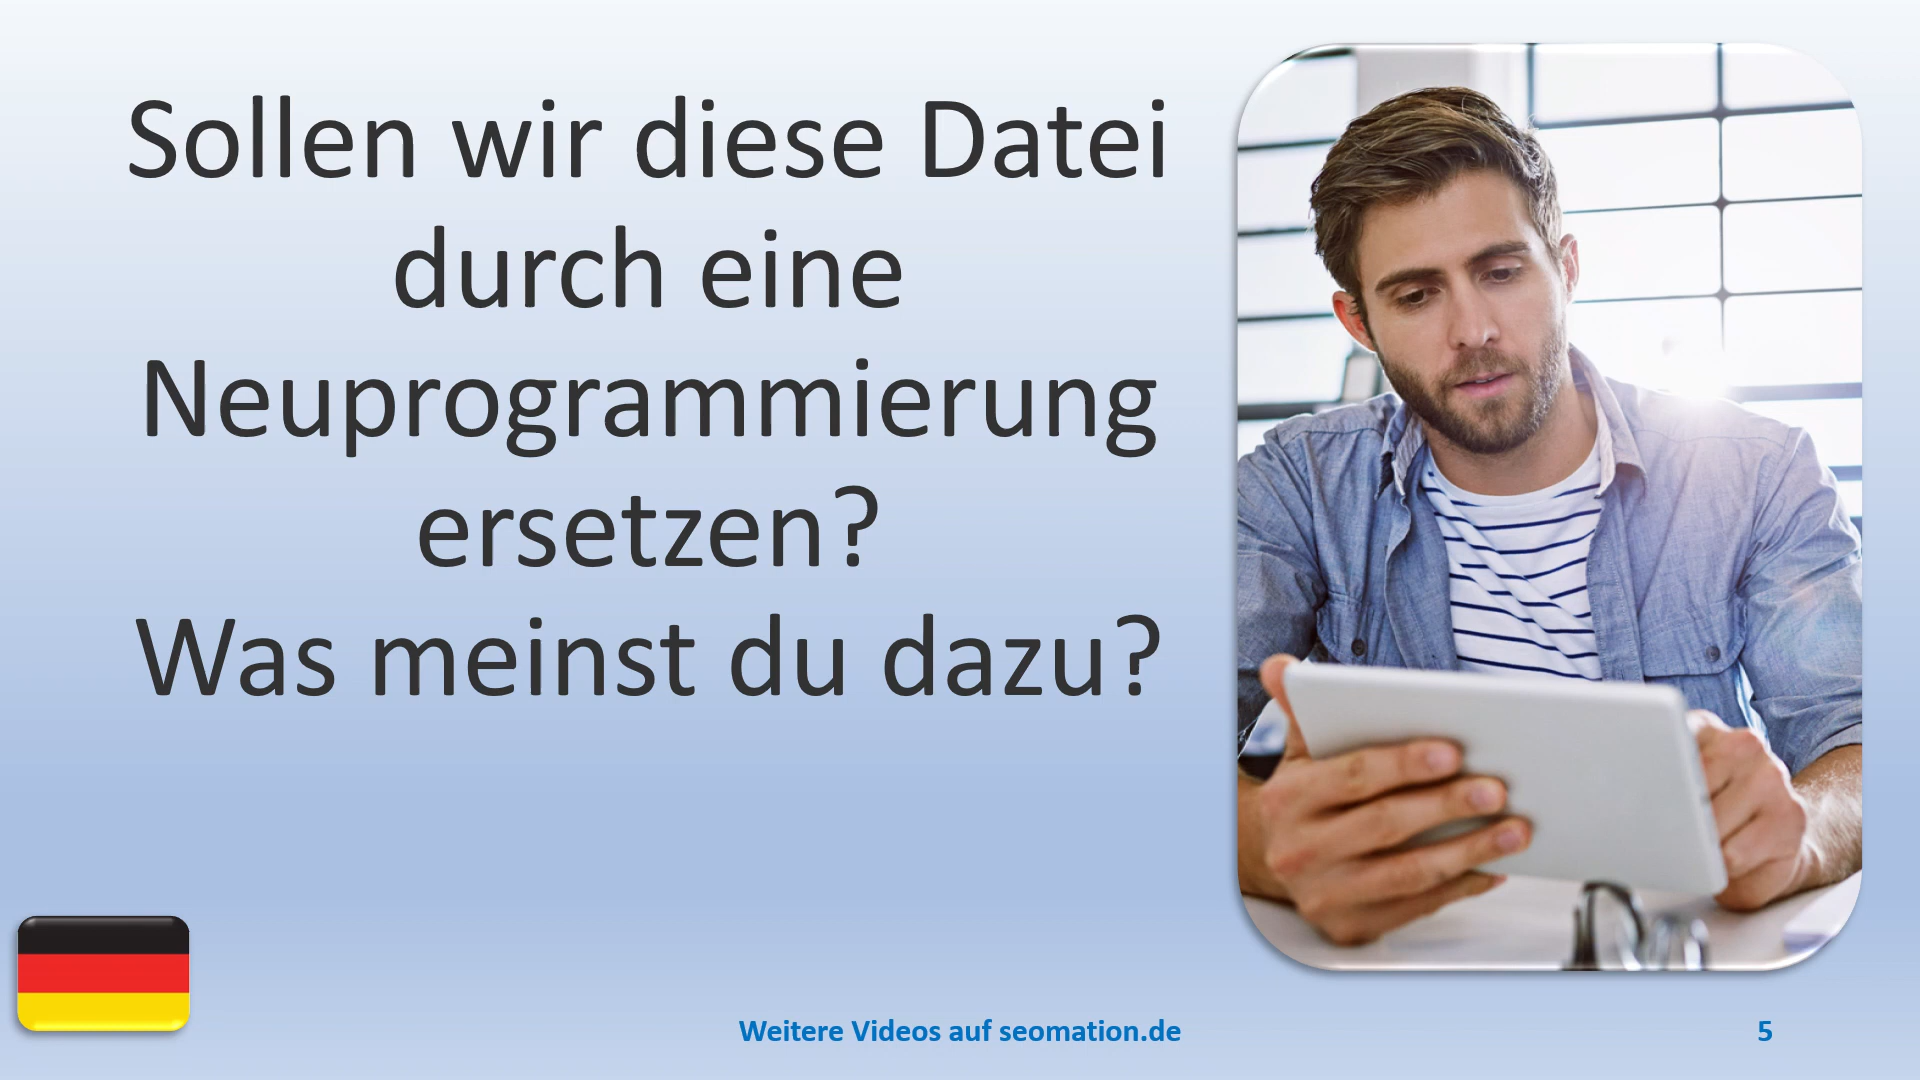 Sollen wir diese Datei
durch eine
Neuprogrammierung
ersetzen?
Was meinst du dazu?
Weitere Videos auf seomation.de
5